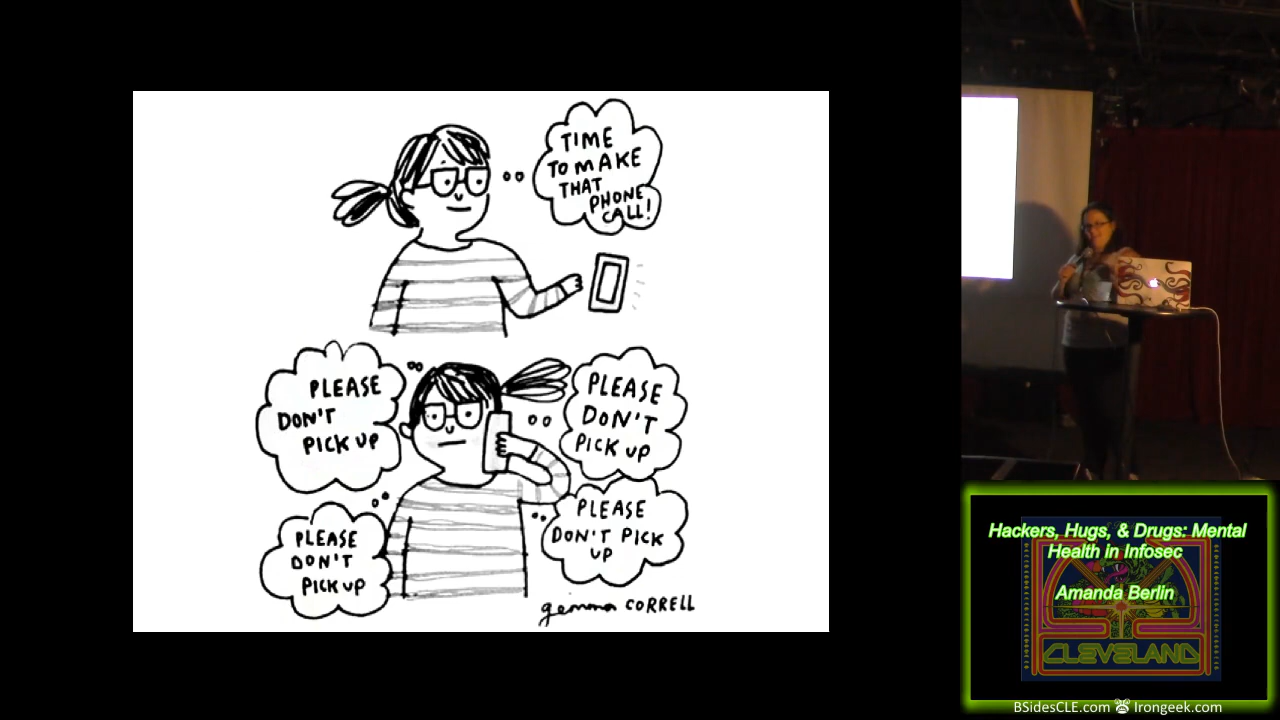 TIME
TO MAKE
THAT
PHONE
CALL!
PLEASE
DON'T
PICK UP
PLEASE
DON'T
PICK UP
PLEASE
DON'T
PICK UP
PLEASE
DON'T PICK
UP
gemma CORRELL
Hackers, Hugs, & Drugs: Mental
Health in Infosec
Amanda Berlin
CLEVELAND
BSidesCLE.com Irongeek.com